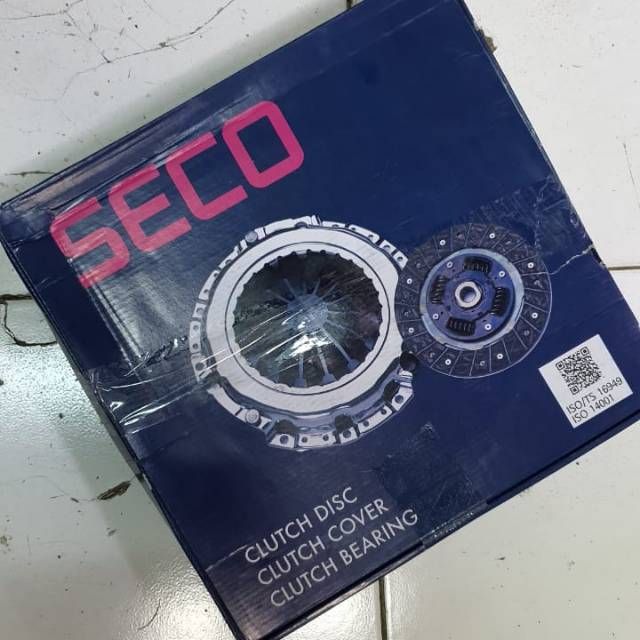 SECO
CLUTCH DISC
CLUTCH COVER
CLUTCH BEARING
ISO/TS 16949
ISO 14001